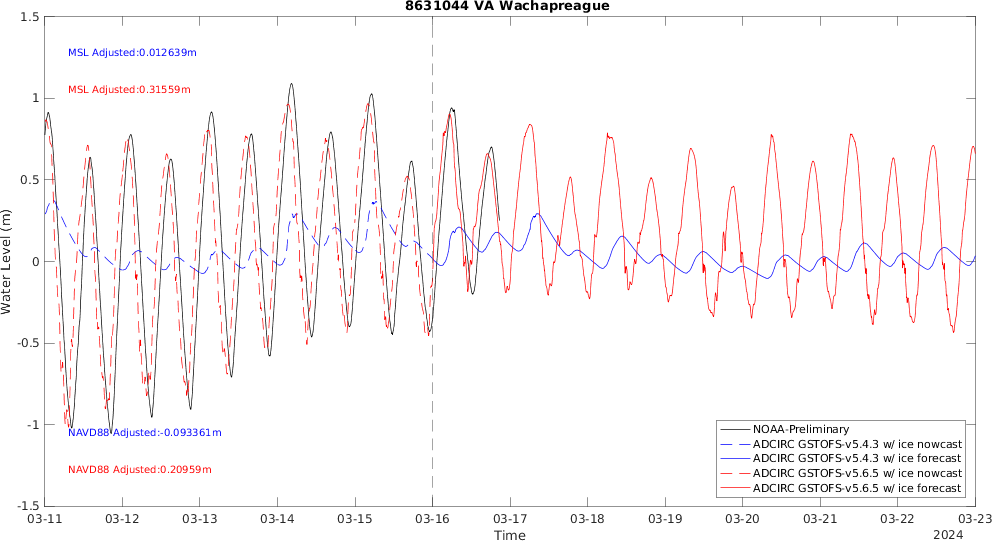 8631044 VA Wachapreague
1.5
MSL Adjusted:0.012639m
MSL Adjusted:0.31559m
1
0.5
0
-0.5
-1
-1.5
Water Level (m)
NAVD88 Adjusted:-0.093361m
NAVD88 Adjusted:0.20959m
NOAA-Preliminary
ADCIRC GSTOFS-v5.4.3 w/ ice nowcast
ADCIRC GSTOFS-v5.4.3 w/ ice forecast
ADCIRC GSTOFS-v5.6.5 w/ ice nowcast
ADCIRC GSTOFS-v5.6.5 w/ ice forecast
03-11 03-12 03-13 03-14 03-15 03-16 03-17 03-18 03-19 03-20 03-21 03-22 03-23
Time
2024